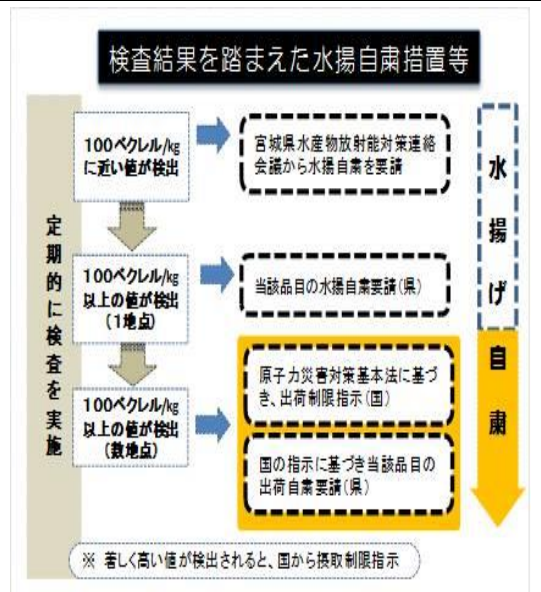 検査結果を踏まえた水揚自粛措置等
定期的に検査を実施
100ベクレル/kg
に近い値が検出
宮城県水産物放射能対策連絡
会議から水揚自粛を要請
100ベクレル/kg
以上の値が検出
(1地点)
当該品目の水揚自粛要請(県)
100ベクレル/kg
以上の値が検出
(数地点)
原子力災害対策基本法に基づ
き、出荷制限指示(国)
国の指示に基づき当該品目の
出荷自粛要請(県)
水揚げ自粛
※ 著しく高い値が検出されると、国から摂取制限指示